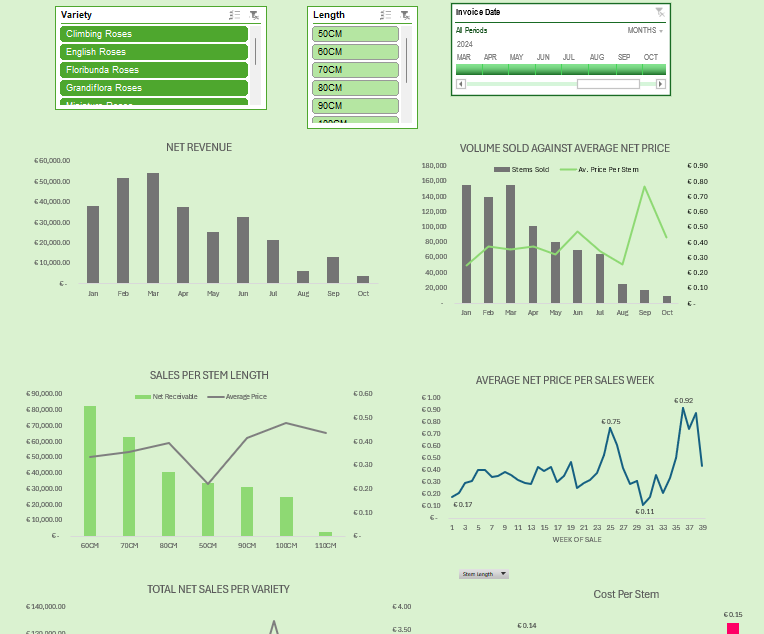 Variety
Climbing Roses
English Roses
Floribunda Roses
Grandiflora Roses
Miniature Roses
Length
50CM
60CM
70CM
80CM
90CM
100CM
Invoice Date
All Periods
MONTHS
2024
MAR APR MAY JUN JUL AUG SEP OCT
NET REVENUE
€ 60,000.00
€ 50,000.00
€ 40,000.00
€ 30,000.00
€ 20,000.00
€ 10,000.00
€ -
Jan Feb Mar Apr May Jun Jul Aug Sep Oct
VOLUME SOLD AGAINST AVERAGE NET PRICE
Stems Sold Av. Price Per Stem
180,000
160,000
140,000
120,000
100,000
80,000
60,000
40,000
20,000
-
€ 0.90
€ 0.80
€ 0.70
€ 0.60
€ 0.50
€ 0.40
€ 0.30
€ 0.20
€ 0.10
€ -
Jan Feb Mar Apr May Jun Jul Aug Sep Oct
SALES PER STEM LENGTH
Net Receivable Average Price
€ 90,000.00
€ 80,000.00
€ 70,000.00
€ 60,000.00
€ 50,000.00
€ 40,000.00
€ 30,000.00
€ 20,000.00
€ 10,000.00
€ -
€ 0.60
€ 0.50
€ 0.40
€ 0.30
€ 0.20
€ 0.10
€ -
60CM 70CM 80CM 50CM 90CM 100CM 110CM
AVERAGE NET PRICE PER SALES WEEK
€ 1.00
€ 0.90
€ 0.80
€ 0.70
€ 0.60
€ 0.50
€ 0.40
€ 0.30
€ 0.20
€ 0.10
€ -
€ 0.17
€ 0.75
€ 0.11
€ 0.92
1 3 5 7 9 11 13 15 17 19 21 23 25 27 29 31 33 35 37 39
WEEK OF SALE
TOTAL NET SALES PER VARIETY
€ 140,000.00
€ 120,000.00
€ 4.00
€ 3.50
Stem Length
Cost Per Stem
€ 0.14
€ 0.15